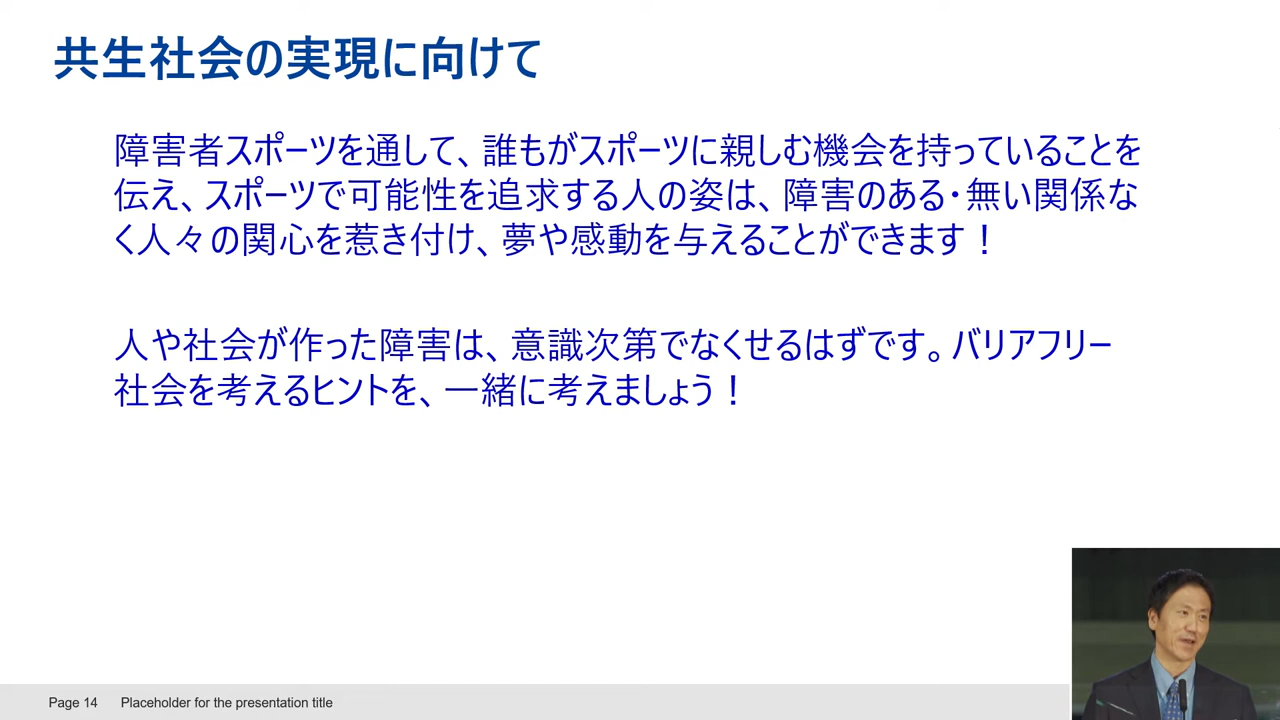 共生社会の実現に向けて
障害者スポーツを通して、誰もがスポーツに親しむ機会を持っていることを
伝え、スポーツで可能性を追求する人の姿は、障害のある・無い関係な
く人々の関心を惹き付け、夢や感動を与えることができます！
人や社会が作った障害は、意識次第でなくせるはずです。バリアフリー
社会を考えるヒントを、一緒に考えましょう！
Page 14 Placeholder for the presentation title